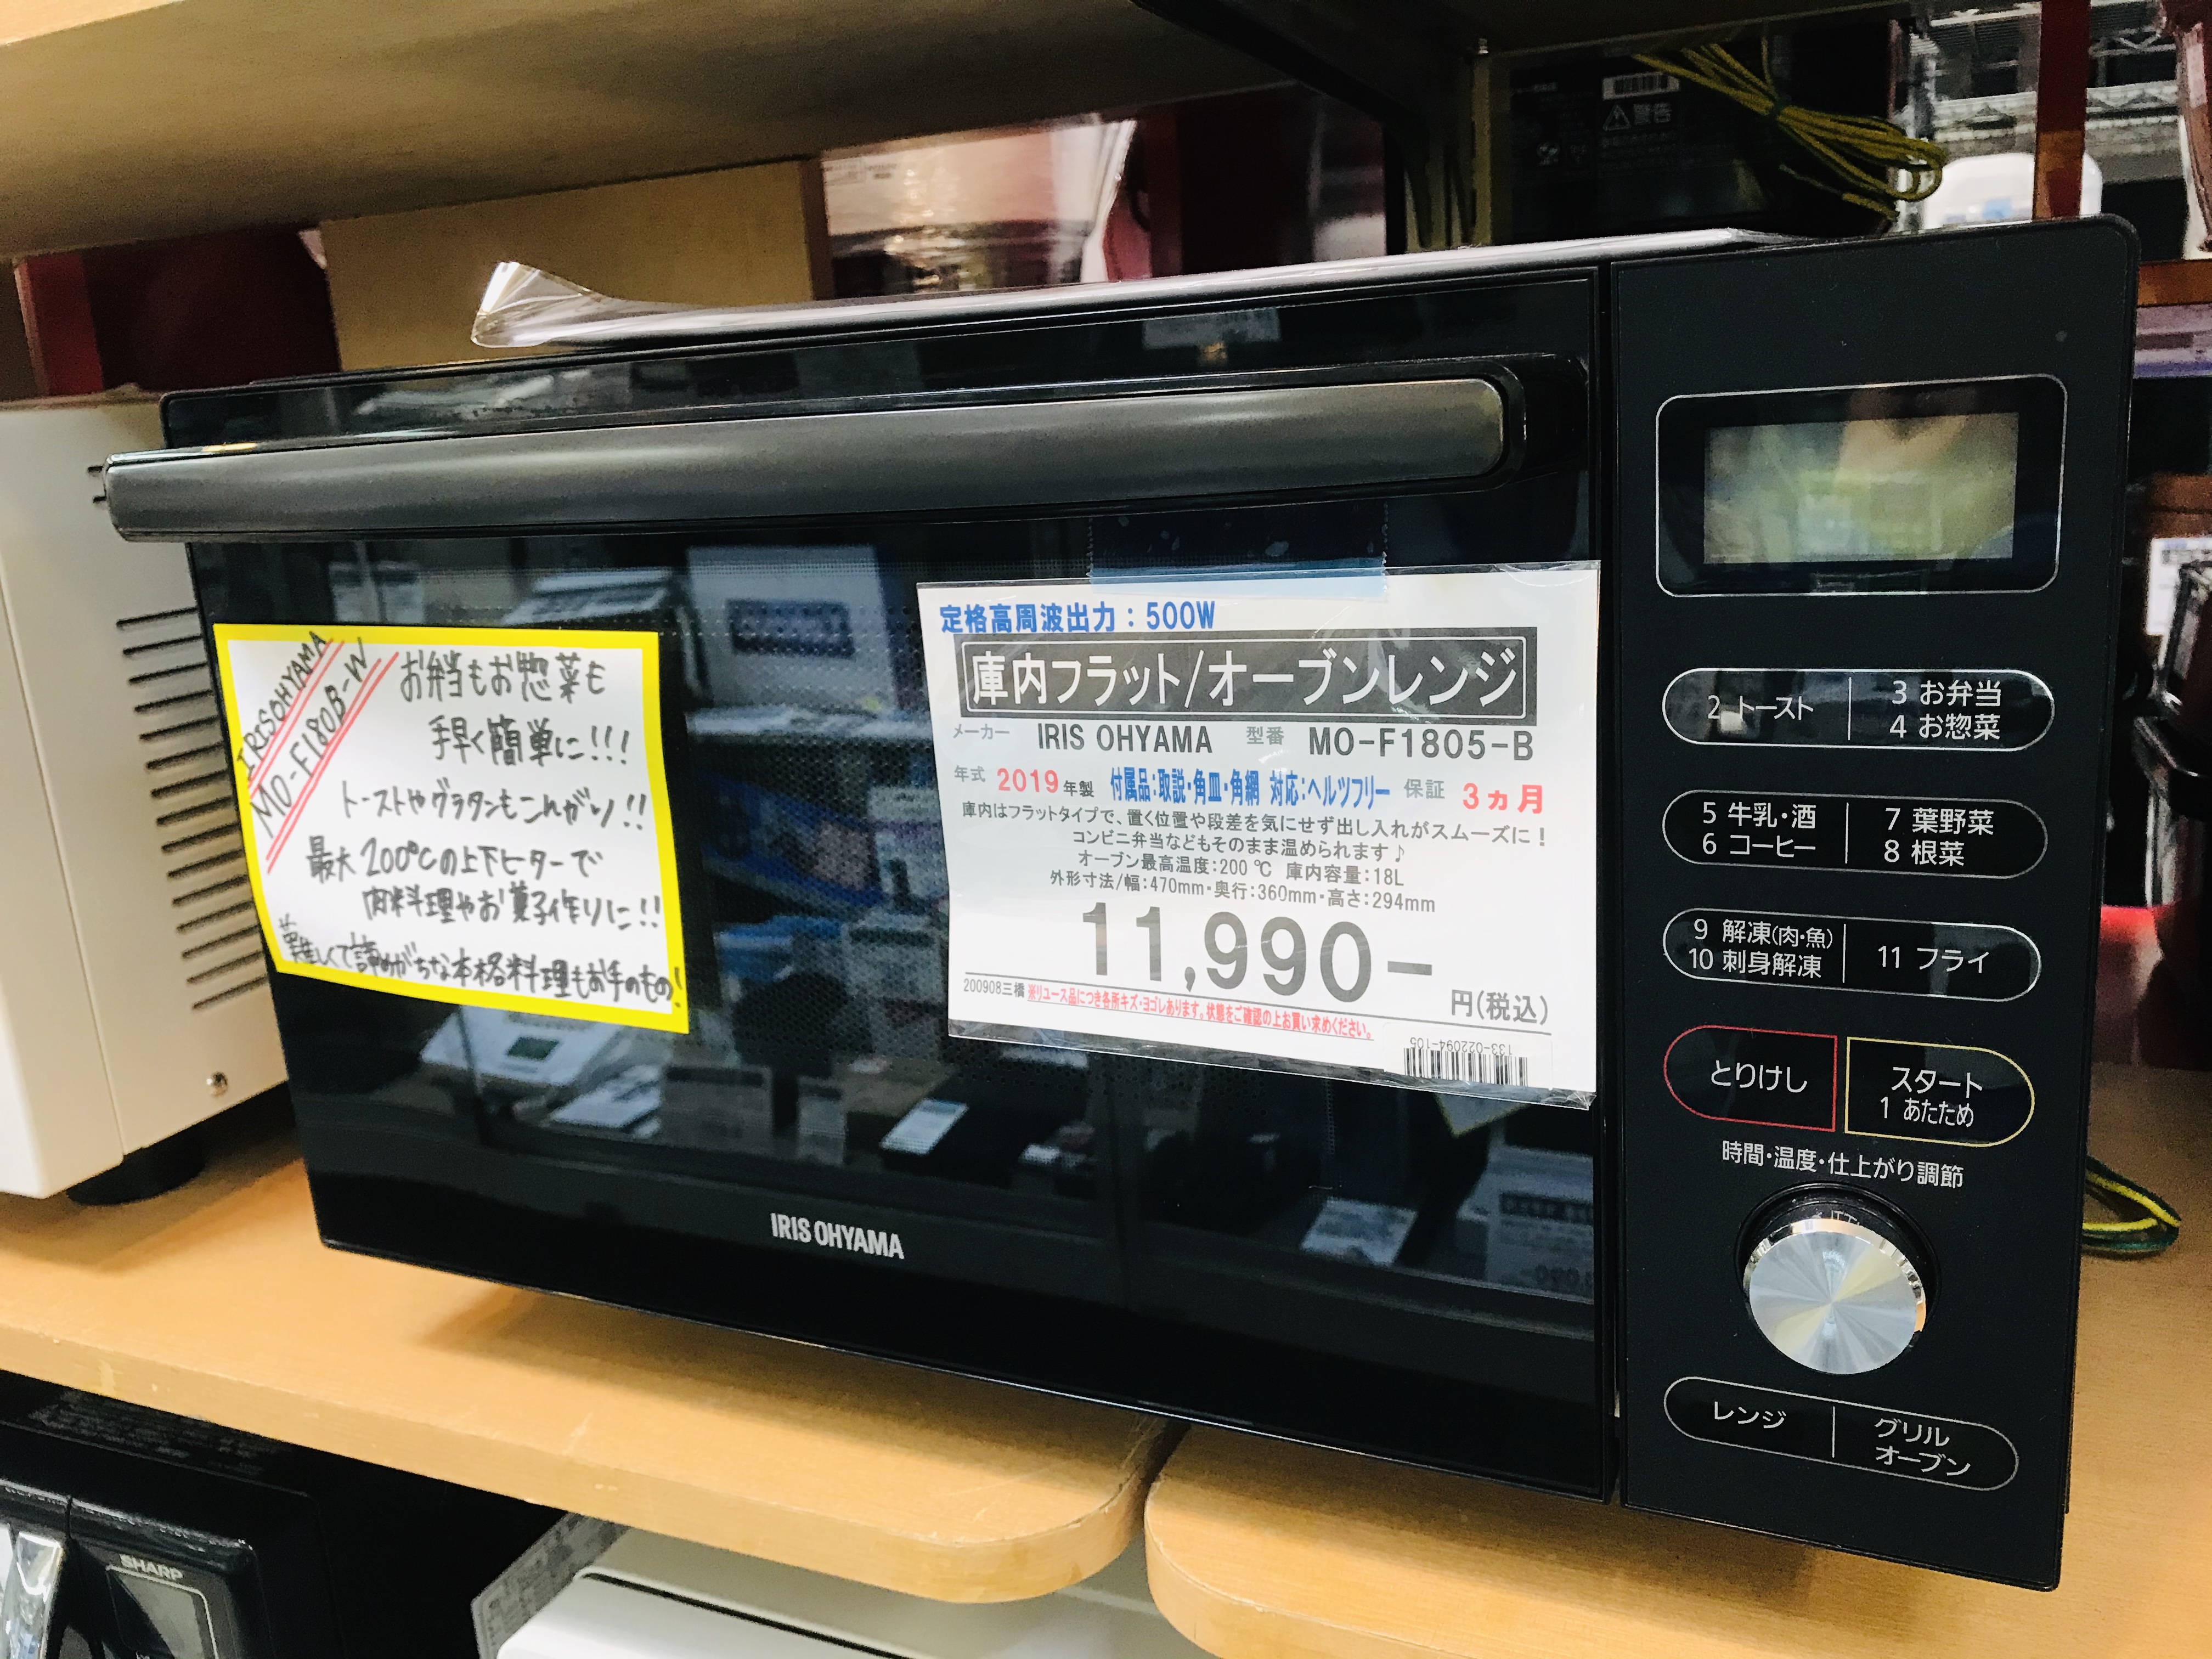 警告
IRISOHYAMA
MO-F180B-W
お弁当もお惣菜も
手早く簡単に!!!
トーストやグラタンもこんがり!!
最大200℃の上下ヒーターで
肉料理やお菓子作りに!!
難しくて諦めがちな本格料理もお手のもの!
定格高周波出力：500W
庫内フラット/オーブンレンジ
メーカー IRIS OHYAMA 型番 MO-F1805-B
年式 2019年製 付属品：取説・角皿・角網 対応：ヘルツフリー 保証 3ヵ月
庫内はフラットタイプで、置く位置や段差を気にせず出し入れがスムーズに！
コンビニ弁当などもそのまま温められます♪
オーブン最高温度：200℃ 庫内容量：18L
外形寸法/幅：470mm・奥行：360mm・高さ：294mm
11,990-
円(税込)
200908三橋 ※リユース品につき各所キズ・ヨゴレあります。状態をご確認の上お買い求めください。
133-022094-105
IRIS OHYAMA
2 トースト
3 お弁当
4 お惣菜
5 牛乳・酒
6 コーヒー
7 葉野菜
8 根菜
9 解凍(肉・魚)
10 刺身解凍
11 フライ
とりけし
スタート
1 あたため
時間・温度・仕上がり調節
レンジ
グリル
オーブン
SHARP